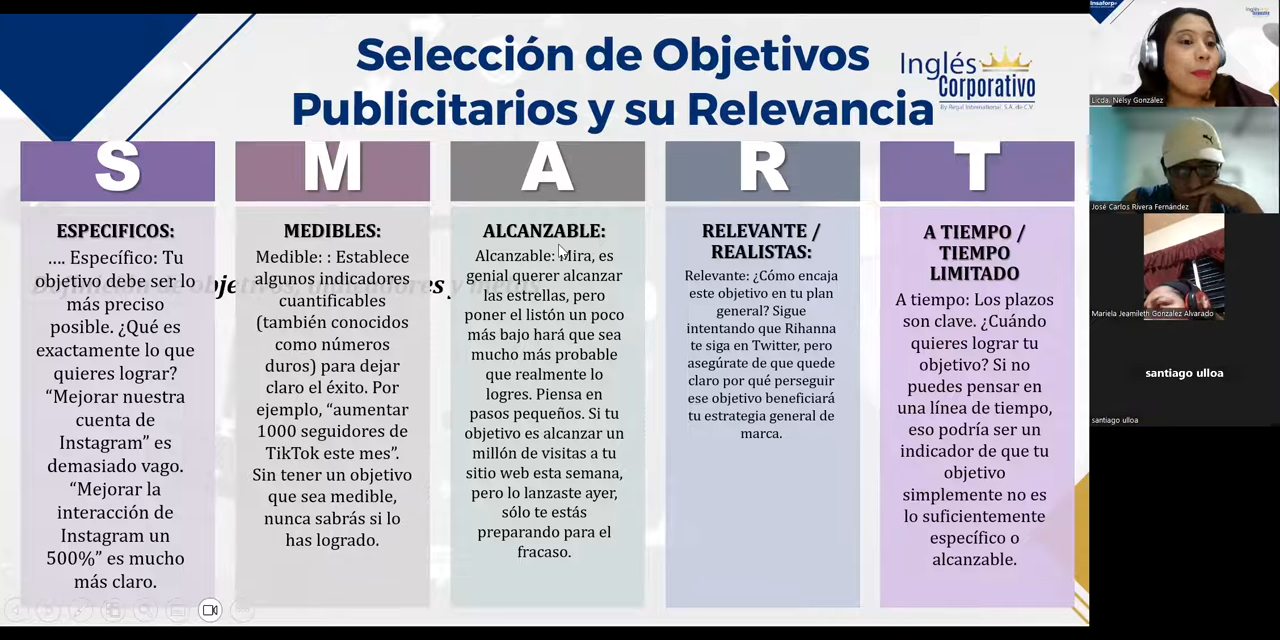 Selección de Objetivos
Publicitarios y su Relevancia
Inglés
Corporativo
By Regal International, S.A. de C.V.
S
ESPECIFICOS:
.... Específico: Tu
objetivo debe ser lo
más preciso
posible. ¿Qué es
exactamente lo que
quieres lograr?
“Mejorar nuestra
cuenta de
Instagram” es
demasiado vago.
“Mejorar la
interacción de
Instagram un
500%” es mucho
más claro.
M
MEDIBLES:
Medible: : Establece
algunos indicadores
cuantificables
(también conocidos
como números
duros) para dejar
claro el éxito. Por
ejemplo, “aumentar
1000 seguidores de
TikTok este mes”.
Sin tener un objetivo
que sea medible,
nunca sabrás si lo
has logrado.
A
ALCANZABLE:
Alcanzable: Mira, es
genial querer alcanzar
las estrellas, pero
poner el listón un poco
más bajo hará que sea
mucho más probable
que realmente lo
logres. Piensa en
pasos pequeños. Si tu
objetivo es alcanzar un
millón de visitas a tu
sitio web esta semana,
pero lo lanzaste ayer,
sólo te estás
preparando para el
fracaso.
R
RELEVANTE /
REALISTAS:
Relevante: ¿Cómo encaja
este objetivo en tu plan
general? Sigue
intentando que Rihanna
te siga en Twitter, pero
asegúrate de que quede
claro por qué perseguir
ese objetivo beneficiará
tu estrategia general de
marca.
T
A TIEMPO /
TIEMPO
LIMITADO
A tiempo: Los plazos
son clave. ¿Cuándo
quieres lograr tu
objetivo? Si no
puedes pensar en
una línea de tiempo,
eso podría ser un
indicador de que tu
objetivo
simplemente no es
lo suficientemente
específico o
alcanzable.
Insaforp
Licda. Nelsy González
José Carlos Rivera Fernández
Mariela Jeamileth Gonzalez Alvarado
santiago ulloa
santiago ulloa